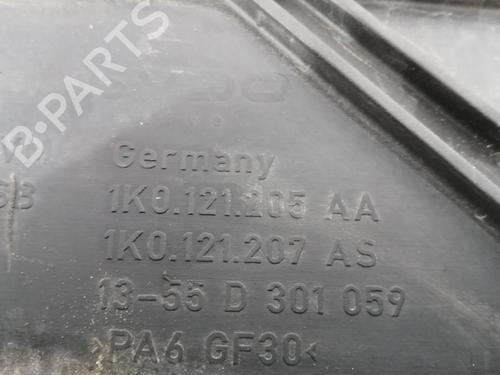 Germany
1K0.121.205 AA
1K0.121.207 AS
13-55 D 301 059
>PA6 GF30<
B-PARTS